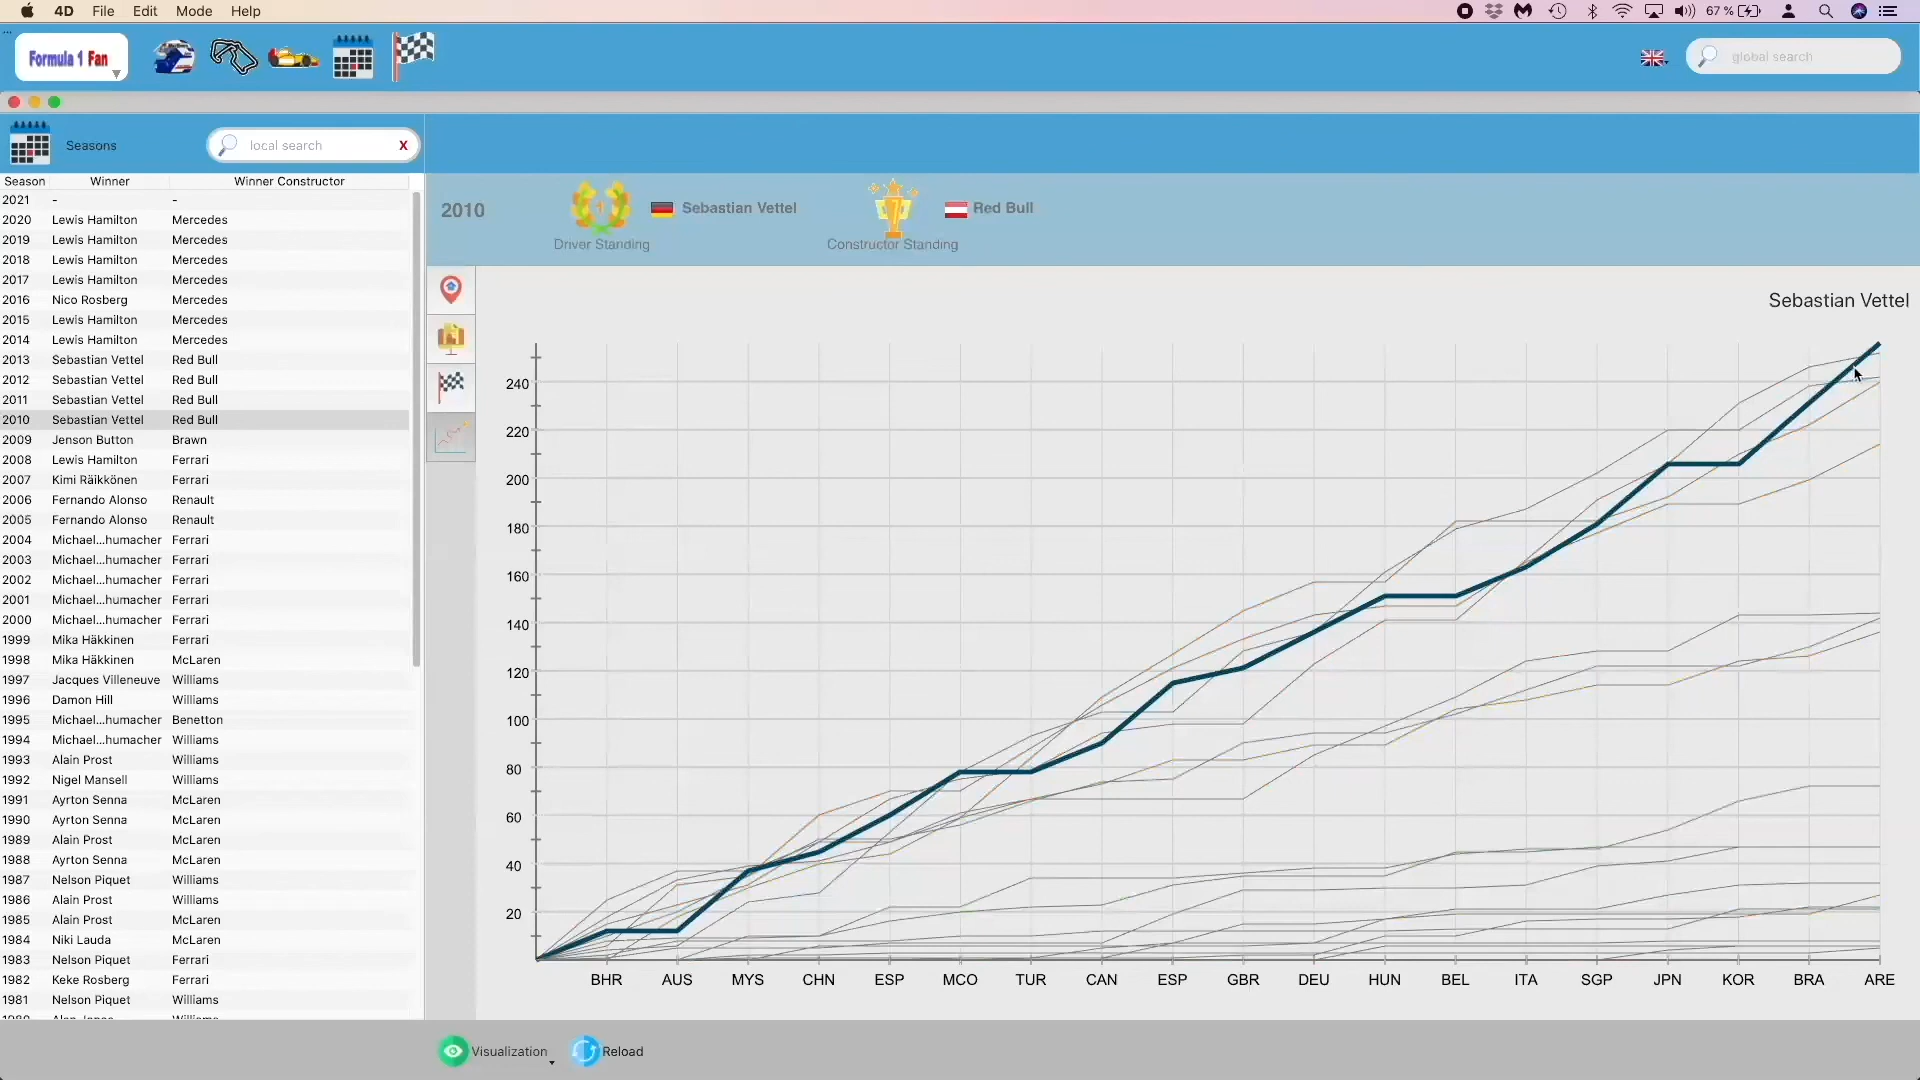 4D File Edit Mode Help 67 %
...
Formula 1 Fan global search
Seasons local search X
Season Winner Winner Constructor
2021 - -
2020 Lewis Hamilton Mercedes
2019 Lewis Hamilton Mercedes
2018 Lewis Hamilton Mercedes
2017 Lewis Hamilton Mercedes
2016 Nico Rosberg Mercedes
2015 Lewis Hamilton Mercedes
2014 Lewis Hamilton Mercedes
2013 Sebastian Vettel Red Bull
2012 Sebastian Vettel Red Bull
2011 Sebastian Vettel Red Bull
2010 Sebastian Vettel Red Bull
2009 Jenson Button Brawn
2008 Lewis Hamilton Ferrari
2007 Kimi Räikkönen Ferrari
2006 Fernando Alonso Renault
2005 Fernando Alonso Renault
2004 Michael...humacher Ferrari
2003 Michael...humacher Ferrari
2002 Michael...humacher Ferrari
2001 Michael...humacher Ferrari
2000 Michael...humacher Ferrari
1999 Mika Häkkinen Ferrari
1998 Mika Häkkinen McLaren
1997 Jacques Villeneuve Williams
1996 Damon Hill Williams
1995 Michael...humacher Benetton
1994 Michael...humacher Williams
1993 Alain Prost Williams
1992 Nigel Mansell Williams
1991 Ayrton Senna McLaren
1990 Ayrton Senna McLaren
1989 Alain Prost McLaren
1988 Ayrton Senna McLaren
1987 Nelson Piquet Williams
1986 Alain Prost Williams
1985 Alain Prost McLaren
1984 Niki Lauda McLaren
1983 Nelson Piquet Ferrari
1982 Keke Rosberg Ferrari
1981 Nelson Piquet Williams
2010 Sebastian Vettel Red Bull
Driver Standing Constructor Standing
Sebastian Vettel
240
220
200
180
160
140
120
100
80
60
40
20
BHR AUS MYS CHN ESP MCO TUR CAN ESP GBR DEU HUN BEL ITA SGP JPN KOR BRA ARE
Visualization Reload